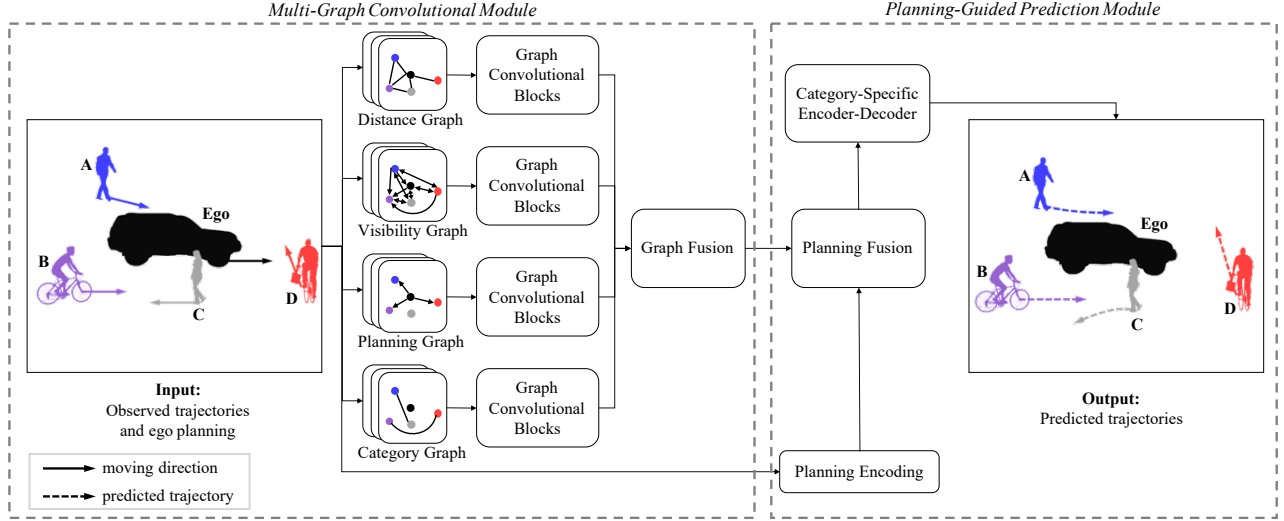 Multi-Graph Convolutional Module
Planning-Guided Prediction Module
A
Ego
B
C
D
Input:
Observed trajectories
and ego planning
moving direction
predicted trajectory
Distance Graph
Visibility Graph
Planning Graph
Category Graph
Graph
Convolutional
Blocks
Graph
Convolutional
Blocks
Graph
Convolutional
Blocks
Graph
Convolutional
Blocks
Graph Fusion
Category-Specific
Encoder-Decoder
Planning Fusion
Planning Encoding
A
Ego
B
C
D
Output:
Predicted trajectories